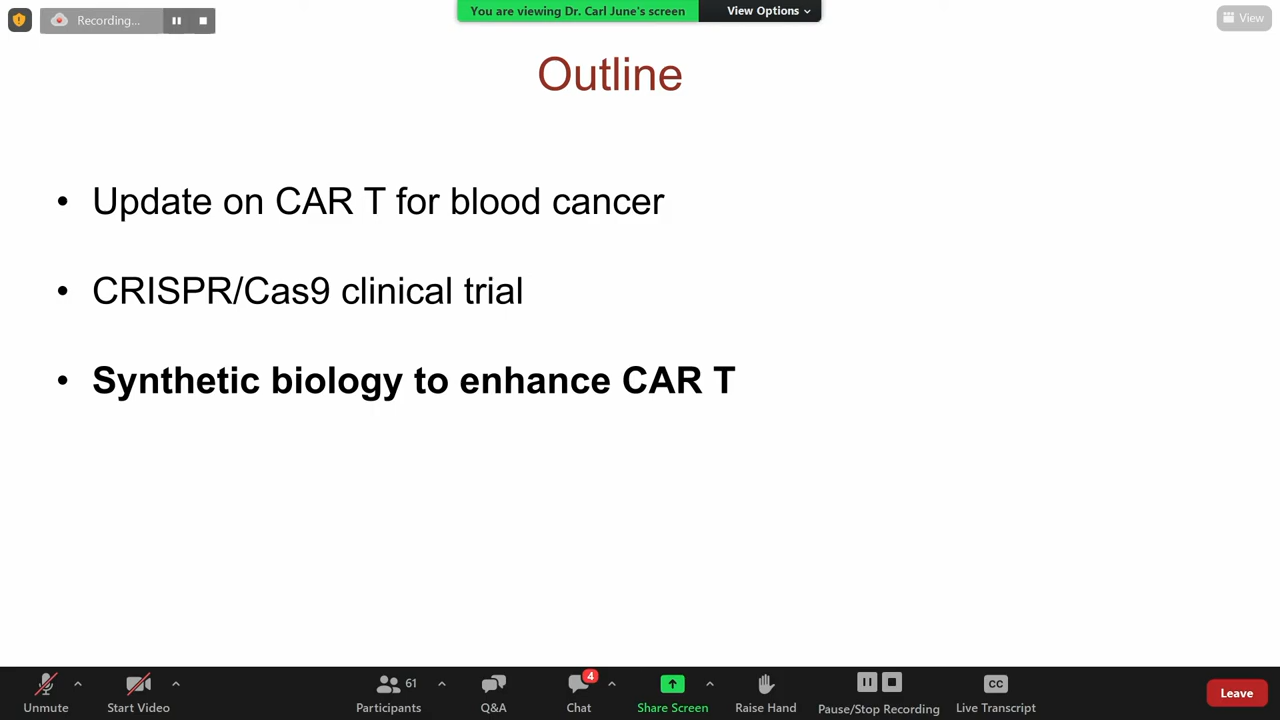 Recording...
You are viewing Dr. Carl June's screen
View Options
View
Outline
• Update on CAR T for blood cancer
• CRISPR/Cas9 clinical trial
• Synthetic biology to enhance CAR T
Unmute
Start Video
61
Participants
Q&A
4
Chat
Share Screen
Raise Hand
Pause/Stop Recording
CC
Live Transcript
Leave